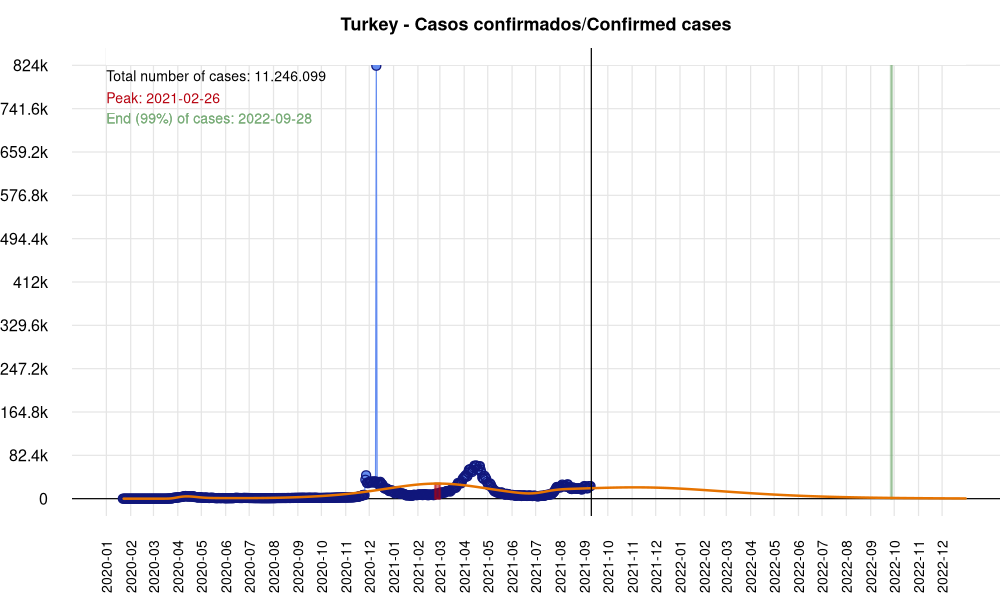 Turkey - Casos confirmados/Confirmed cases
824k
741.6k
659.2k
576.8k
494.4k
412k
329.6k
247.2k
164.8k
82.4k
0
Total number of cases: 11.246.099
Peak: 2021-02-26
End (99%) of cases: 2022-09-28
2020-01
2020-02
2020-03
2020-04
2020-05
2020-06
2020-07
2020-08
2020-09
2020-10
2020-11
2020-12
2021-01
2021-02
2021-03
2021-04
2021-05
2021-06
2021-07
2021-08
2021-09
2021-10
2021-11
2021-12
2022-01
2022-02
2022-03
2022-04
2022-05
2022-06
2022-07
2022-08
2022-09
2022-10
2022-11
2022-12